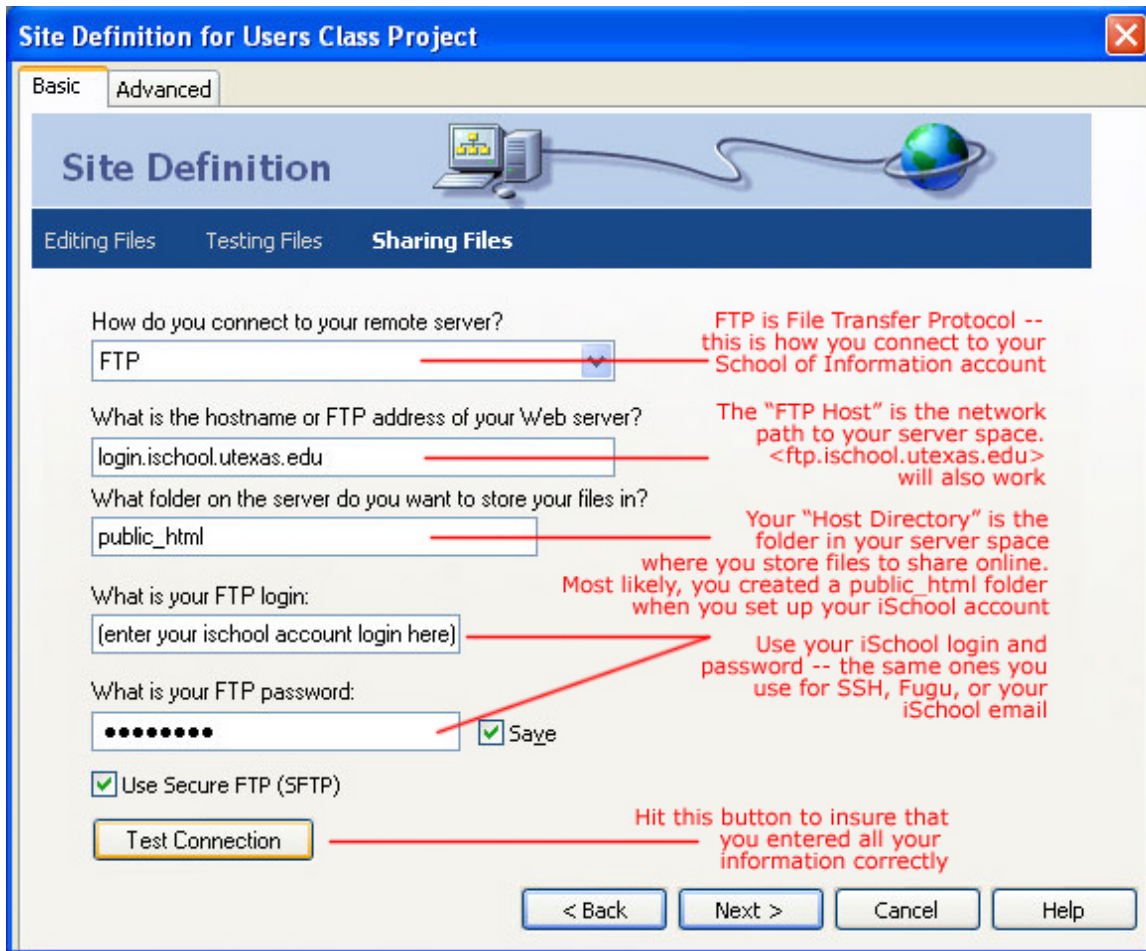 Site Definition for Users Class Project
Basic
Advanced
Site Definition
Editing Files
Testing Files
Sharing Files
How do you connect to your remote server?
FTP
FTP is File Transfer Protocol --
this is how you connect to your
School of Information account
What is the hostname or FTP address of your Web server?
login.ischool.utexas.edu
The “FTP Host” is the network
path to your server space.
<ftp.ischool.utexas.edu>
will also work
What folder on the server do you want to store your files in?
public_html
Your “Host Directory” is the
folder in your server space
where you store files to share online.
Most likely, you created a public_html folder
when you set up your iSchool account
What is your FTP login:
(enter your ischool account login here)
Use your iSchool login and
password -- the same ones you
use for SSH, Fugu, or your
iSchool email
What is your FTP password:
●●●●●●●●
Save
Use Secure FTP (SFTP)
Test Connection
Hit this button to insure that
you entered all your
information correctly
< Back
Next >
Cancel
Help